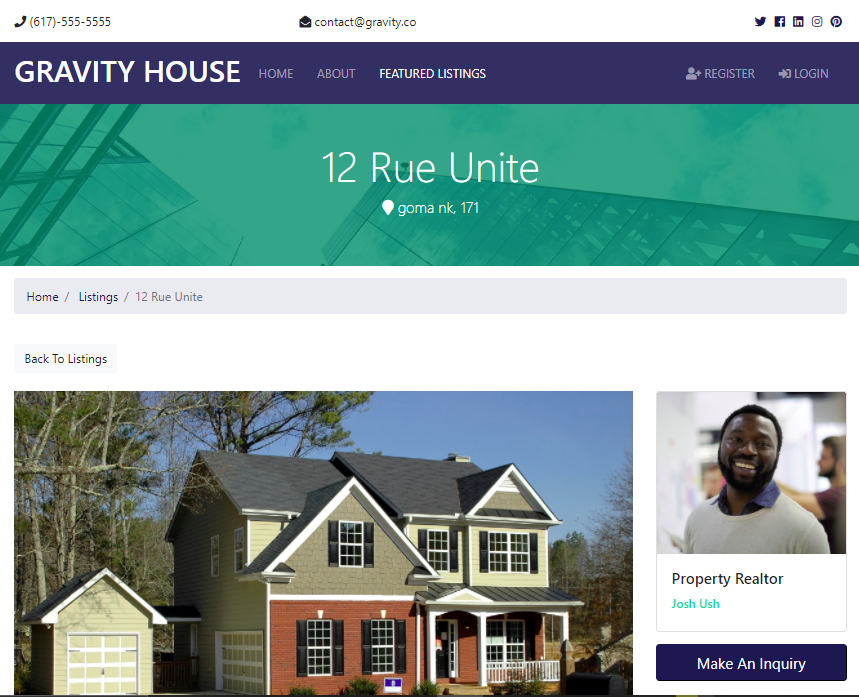 (617)-555-5555
contact@gravity.co
GRAVITY HOUSE
HOME
ABOUT
FEATURED LISTINGS
REGISTER
LOGIN
12 Rue Unite
goma nk, 171
Home / Listings / 12 Rue Unite
Back To Listings
Property Realtor
Josh Ush
Make An Inquiry